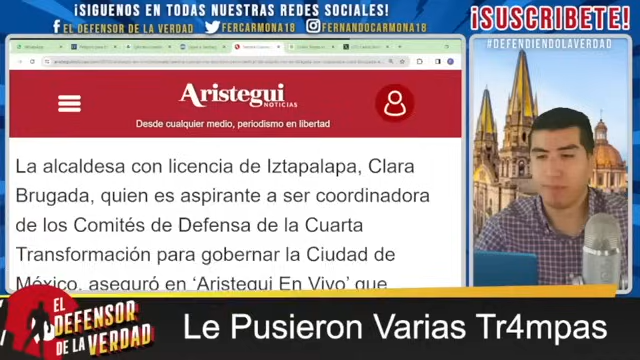 ¡SIGUENOS EN TODAS NUESTRAS REDES SOCIALES!
EL DEFENSOR DE LA VERDAD FERCARMONA18 @FERNANDOCARMONA18
¡SUSCRIBETE!
#DEFENDIENDOLAVERDAD
Aristegui
NOTICIAS
Desde cualquier medio, periodismo en libertad
La alcaldesa con licencia de Iztapalapa, Clara
Brugada, quien es aspirante a ser coordinadora
de los Comités de Defensa de la Cuarta
Transformación para gobernar la Ciudad de
México, aseguró en ‘Aristegui En Vivo’ que
EL
DEFENSOR
DE LA VERDAD
Le Pusieron Varias Tr4mpas